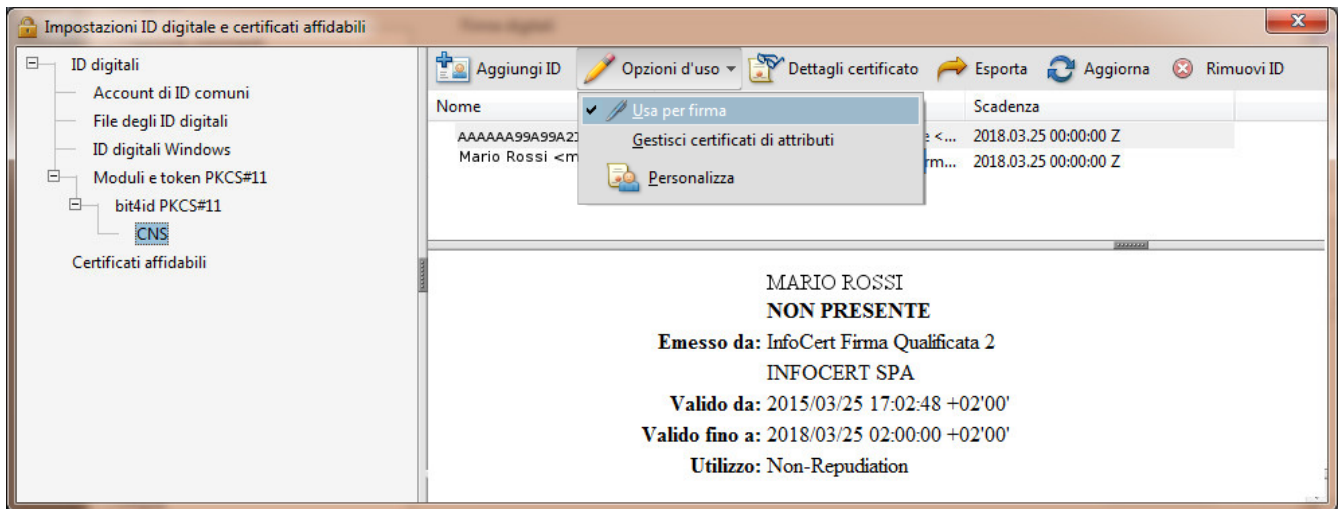 Impostazioni ID digitale e certificati affidabili
ID digitali
Account di ID comuni
File degli ID digitali
ID digitali Windows
Moduli e token PKCS#11
bit4id PKCS#11
CNS
Certificati affidabili
Aggiungi ID Opzioni d'uso Dettagli certificato Esporta Aggiorna Rimuovi ID
Nome Scadenza
Usa per firma
Gestisci certificati di attributi
Personalizza
e <... 2018.03.25 00:00:00 Z
Mario Rossi <m rm... 2018.03.25 00:00:00 Z
MARIO ROSSI
NON PRESENTE
Emesso da: InfoCert Firma Qualificata 2
INFOCERT SPA
Valido da: 2015/03/25 17:02:48 +02'00'
Valido fino a: 2018/03/25 02:00:00 +02'00'
Utilizzo: Non-Repudiation